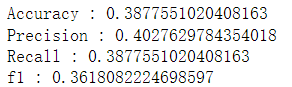 Accuracy : 0.3877551020408163
Precision : 0.4027629784354018
Recall : 0.3877551020408163
f1 : 0.3618082224698597